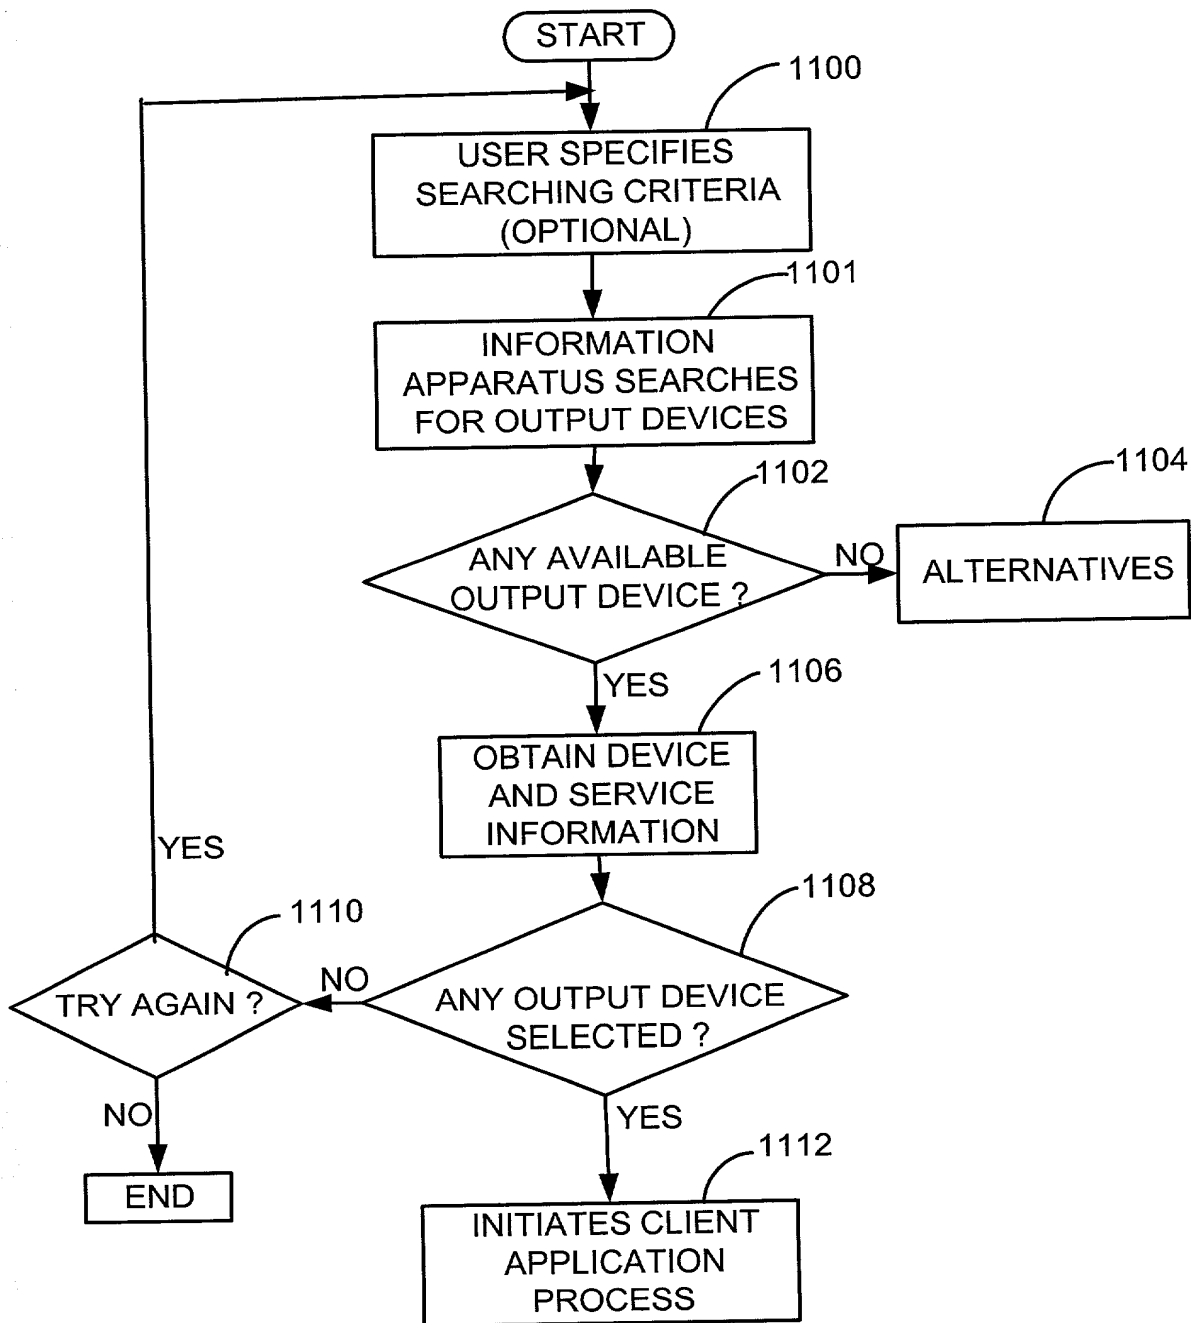 START
1100
USER SPECIFIES
SEARCHING CRITERIA
(OPTIONAL)
1101
INFORMATION
APPARATUS SEARCHES
FOR OUTPUT DEVICES
1102
1104
ANY AVAILABLE
OUTPUT DEVICE ?
NO
ALTERNATIVES
YES
1106
OBTAIN DEVICE
AND SERVICE
INFORMATION
YES
1108
1110
NO
TRY AGAIN ?
ANY OUTPUT DEVICE
SELECTED ?
NO
YES
1112
END
INITIATES CLIENT
APPLICATION
PROCESS